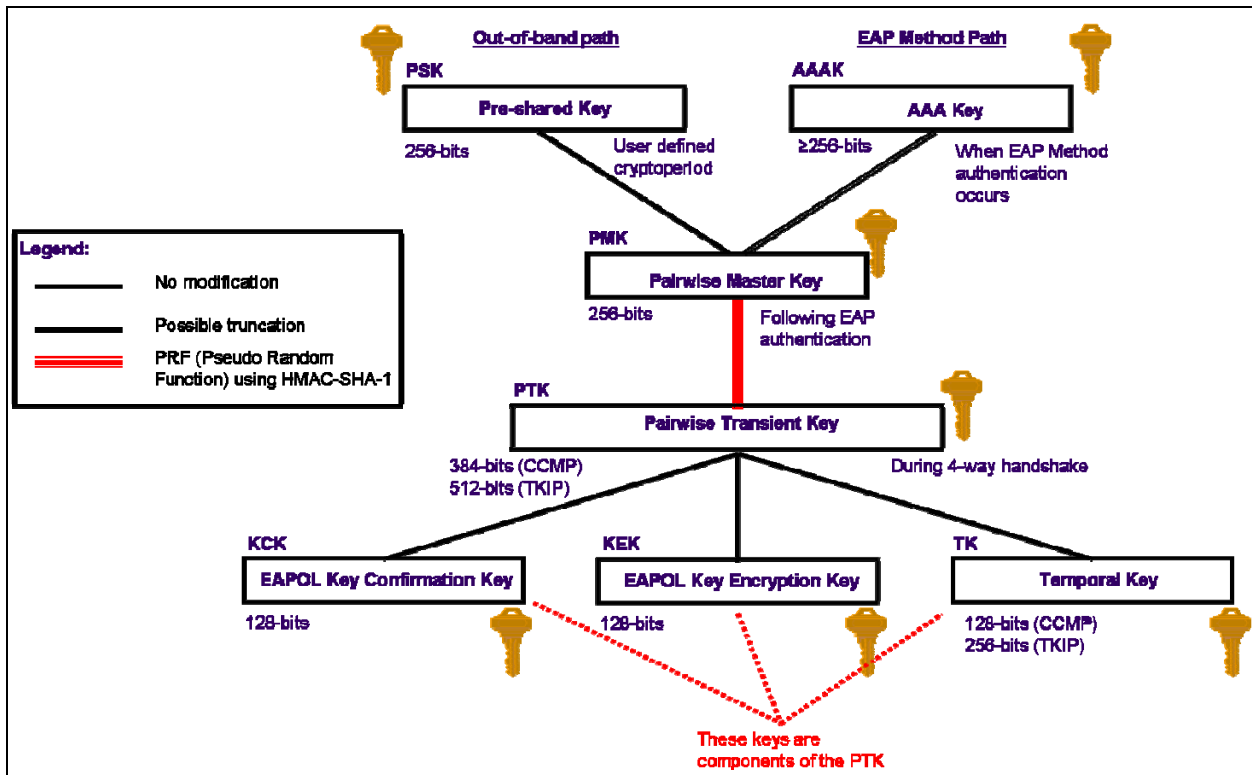 Out-of-band path
EAP Method Path
PSK
Pre-shared Key
256-bits
User defined
cryptoperiod
AAAK
AAA Key
≥256-bits
When EAP Method
authentication
occurs
Legend:
No modification
Possible truncation
PRF (Pseudo Random
Function) using HMAC-SHA-1
PMK
Pairwise Master Key
256-bits
Following EAP
authentication
PTK
Pairwise Transient Key
384-bits (CCMP)
512-bits (TKIP)
During 4-way handshake
KCK
EAPOL Key Confirmation Key
128-bits
KEK
EAPOL Key Encryption Key
128-bits
TK
Temporal Key
128-bits (CCMP)
256-bits (TKIP)
These keys are
components of the PTK